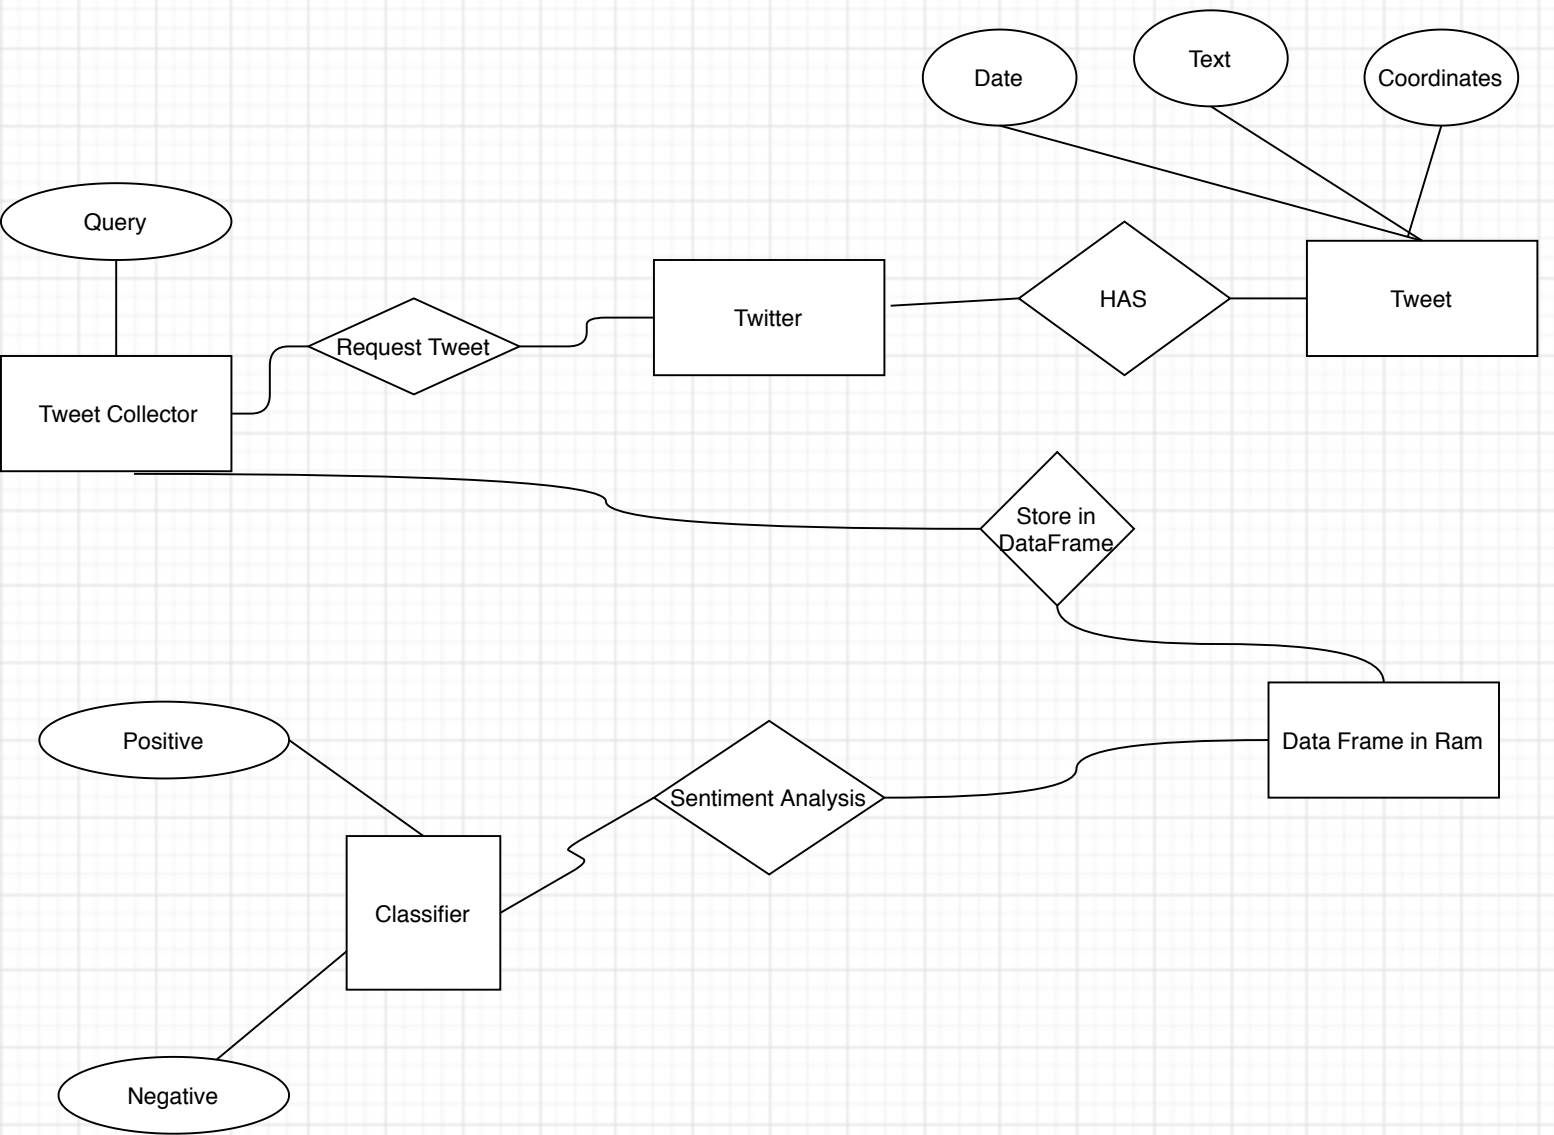 Date
Text
Coordinates
Query
Request Tweet
Twitter
HAS
Tweet
Tweet Collector
Store in
DataFrame
Positive
Sentiment Analysis
Data Frame in Ram
Classifier
Negative